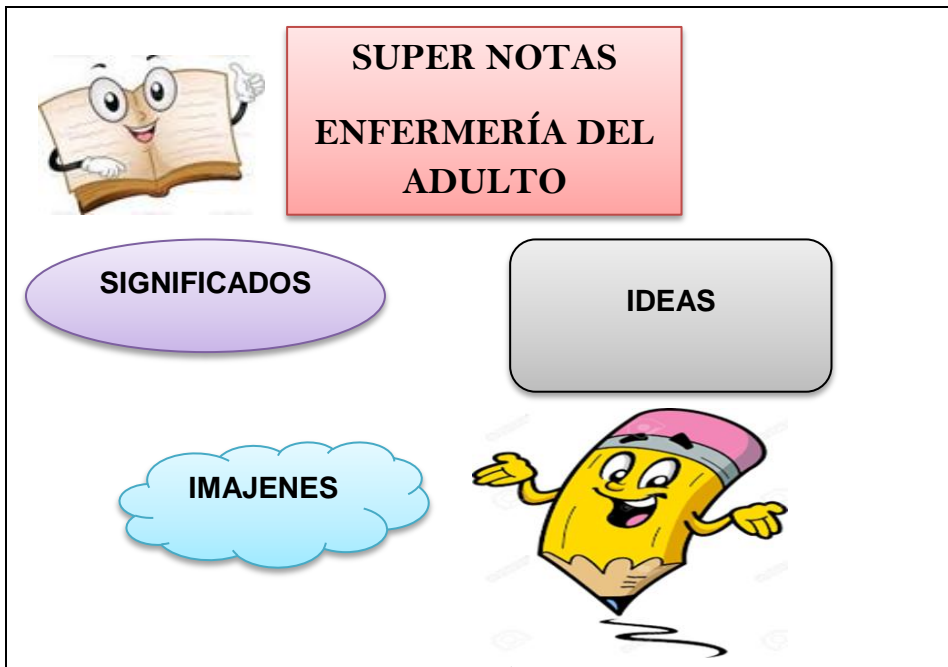 SUPER NOTAS
ENFERMERÍA DEL
ADULTO
SIGNIFICADOS
IDEAS
IMAJENES